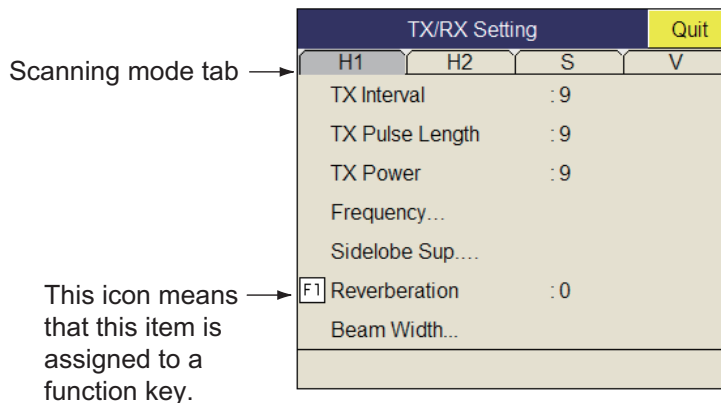 TX/RX Setting Quit
Scanning mode tab
H1 H2 S V
TX Interval : 9
TX Pulse Length : 9
TX Power : 9
Frequency...
Sidelobe Sup....
F1 Reverberation : 0
Beam Width...
This icon means
that this item is
assigned to a
function key.